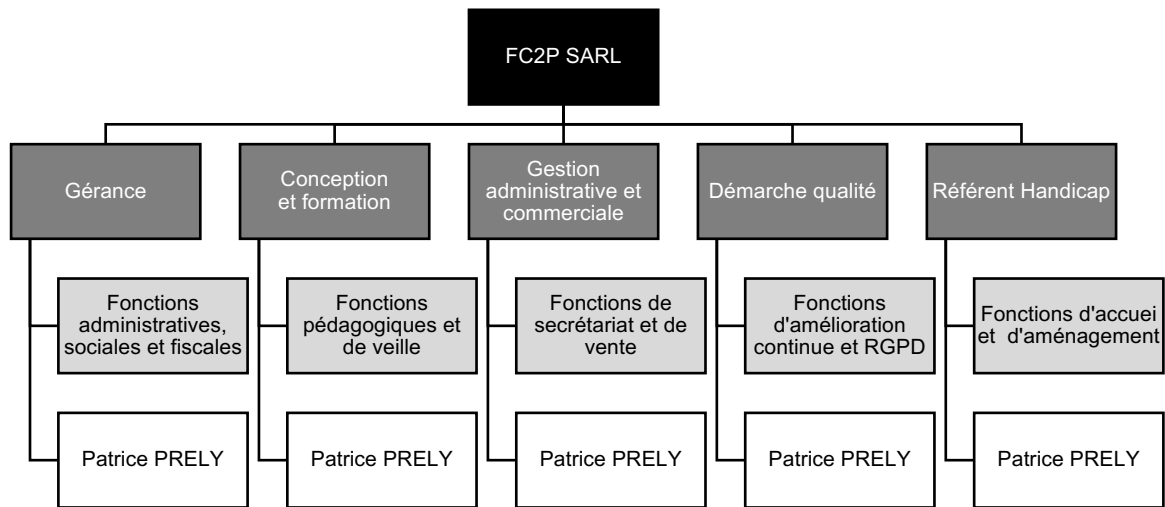 FC2P SARL
Gérance
Conception
et formation
Gestion
administrative et
commerciale
Démarche qualité
Référent Handicap
Fonctions
administratives,
sociales et fiscales
Fonctions
pédagogiques et
de veille
Fonctions de
secrétariat et de
vente
Fonctions
d'amélioration
continue et RGPD
Fonctions d'accuei
et d'aménagement
Patrice PRELY
Patrice PRELY
Patrice PRELY
Patrice PRELY
Patrice PRELY